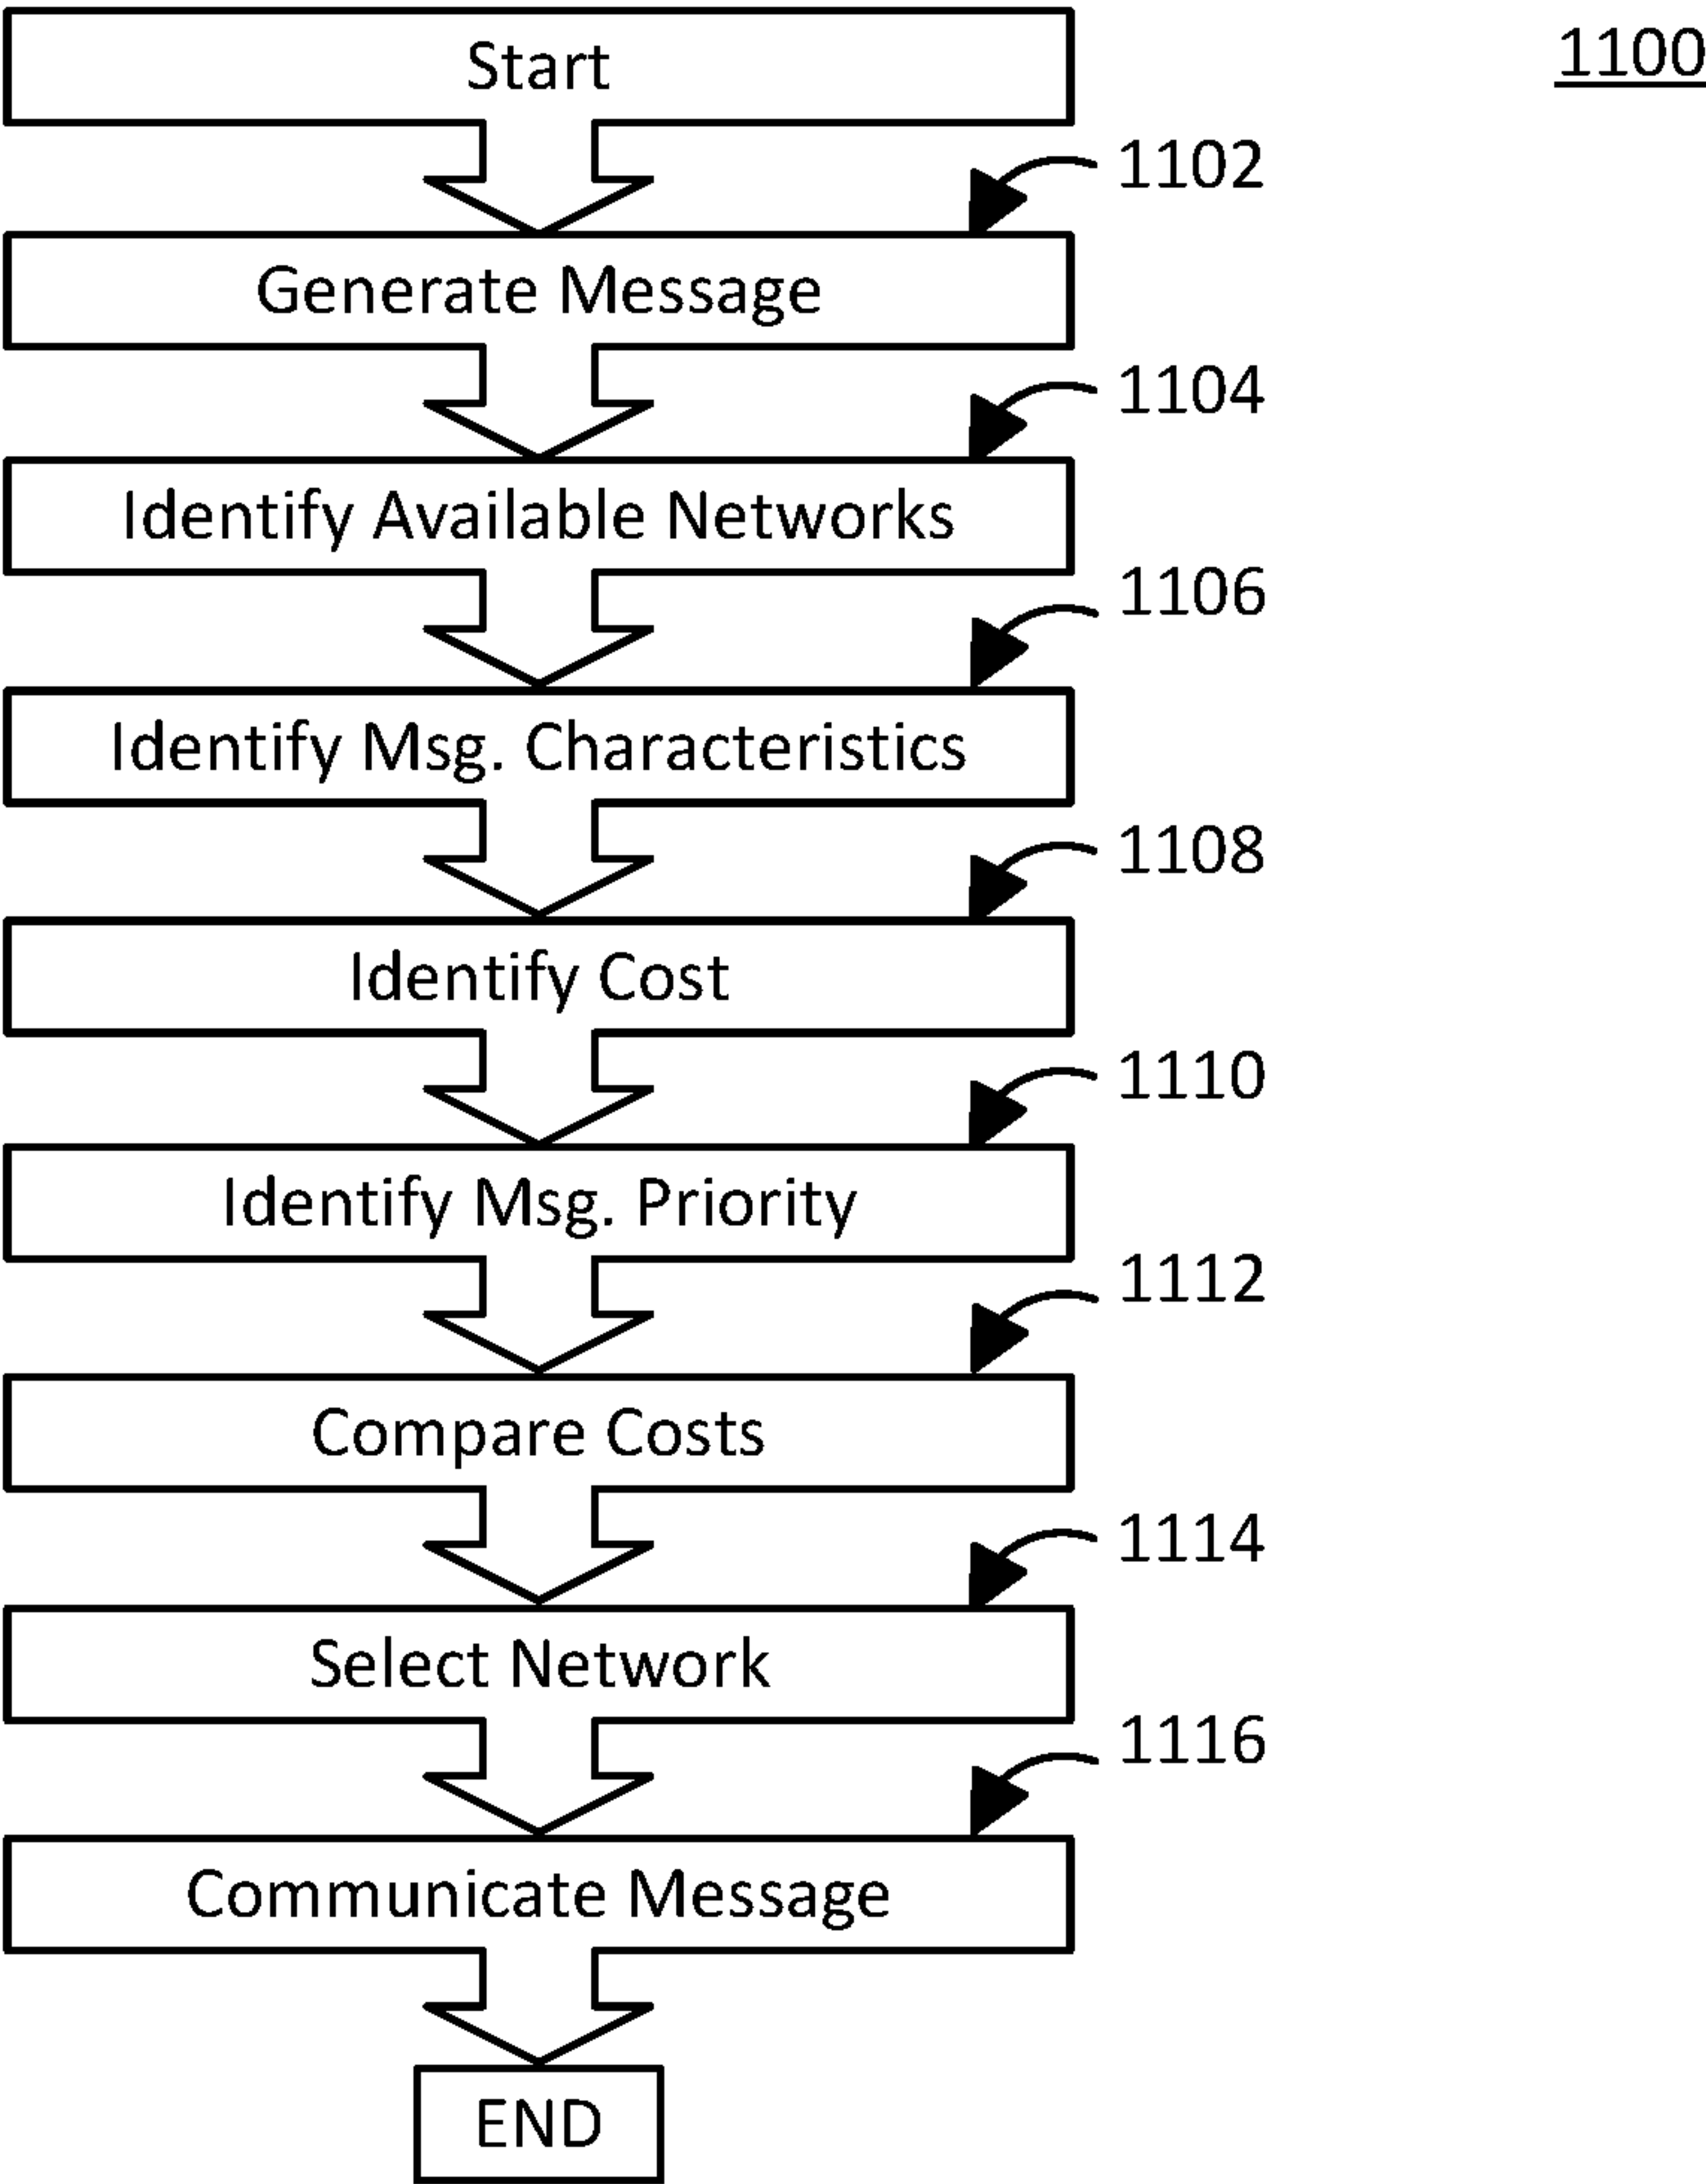 Start
1100
1102
Generate Message
1104
Identify Available Networks
1106
Identify Msg. Characteristics
1108
Identify Cost
1110
Identify Msg. Priority
1112
Compare Costs
1114
Select Network
1116
Communicate Message
END